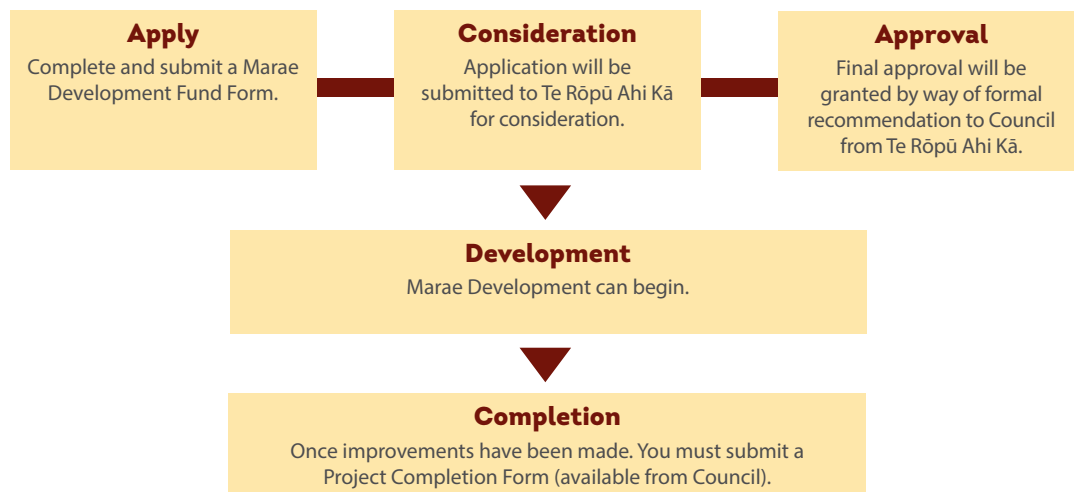 Apply
Complete and submit a Marae
Development Fund Form.
Consideration
Application will be
submitted to Te Rōpū Ahi Kā
for consideration.
Approval
Final approval will be
granted by way of formal
recommendation to Council
from Te Rōpū Ahi Kā.
Development
Marae Development can begin.
Completion
Once improvements have been made. You must submit a
Project Completion Form (available from Council).